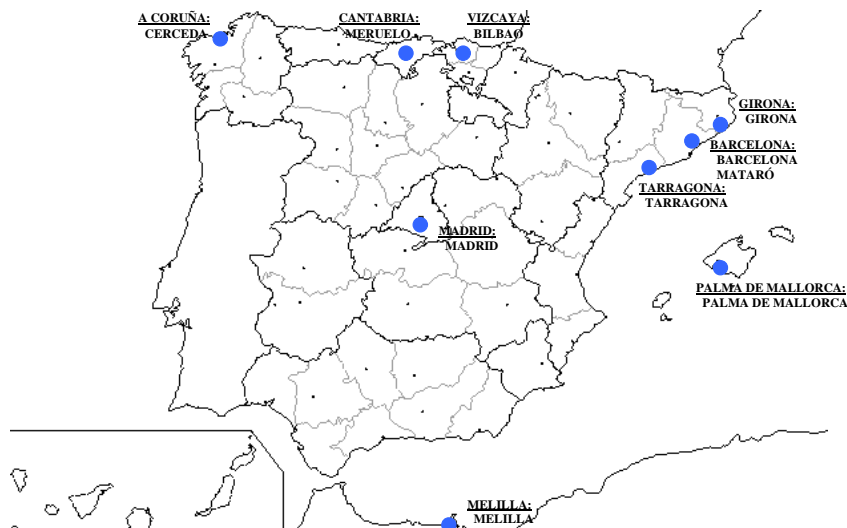 A CORUÑA:
CERCEDA
CANTABRIA:
MERUELO
VIZCAYA:
BILBAO
GIRONA:
GIRONA
BARCELONA:
BARCELONA
MATARÓ
TARRAGONA:
TARRAGONA
MADRID:
MADRID
PALMA DE MALLORCA:
PALMA DE MALLORCA
MELILLA:
MELILLA